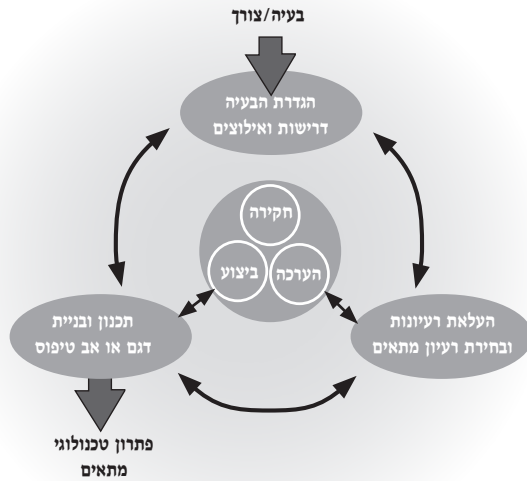 בעיה/צורך
הגדרת הבעיה
דרישות ואילוצים
חקירה
הערכה
ביצוע
העלאת רעיונות
ובחירת רעיון מתאים
תכנון ובניית
דגם או אב טיפוס
פתרון טכנולוגי
מתאים